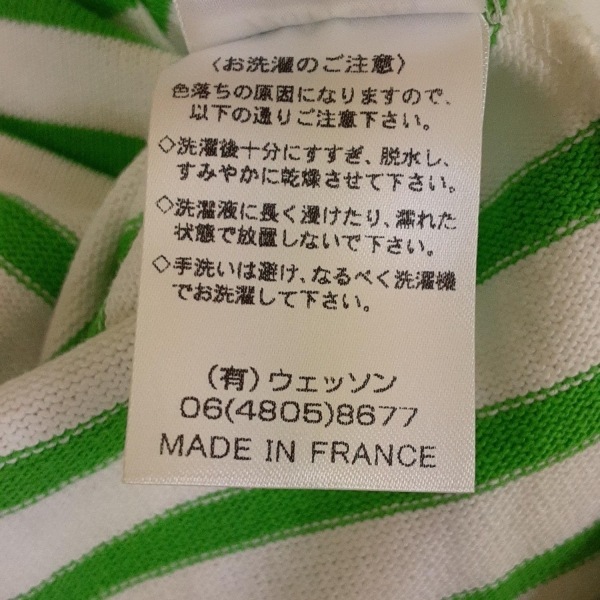 〈お洗濯のご注意〉
色落ちの原因になりますので、
以下の通りご注意下さい。
◇洗濯後十分にすすぎ、脱水し、
すみやかに乾燥させて下さい。
◇洗濯液に長く浸けたり、濡れた
状態で放置しないで下さい。
◇手洗いは避け、なるべく洗濯機
でお洗濯して下さい。
(有)ウェッソン
06(4805)8677
MADE IN FRANCE